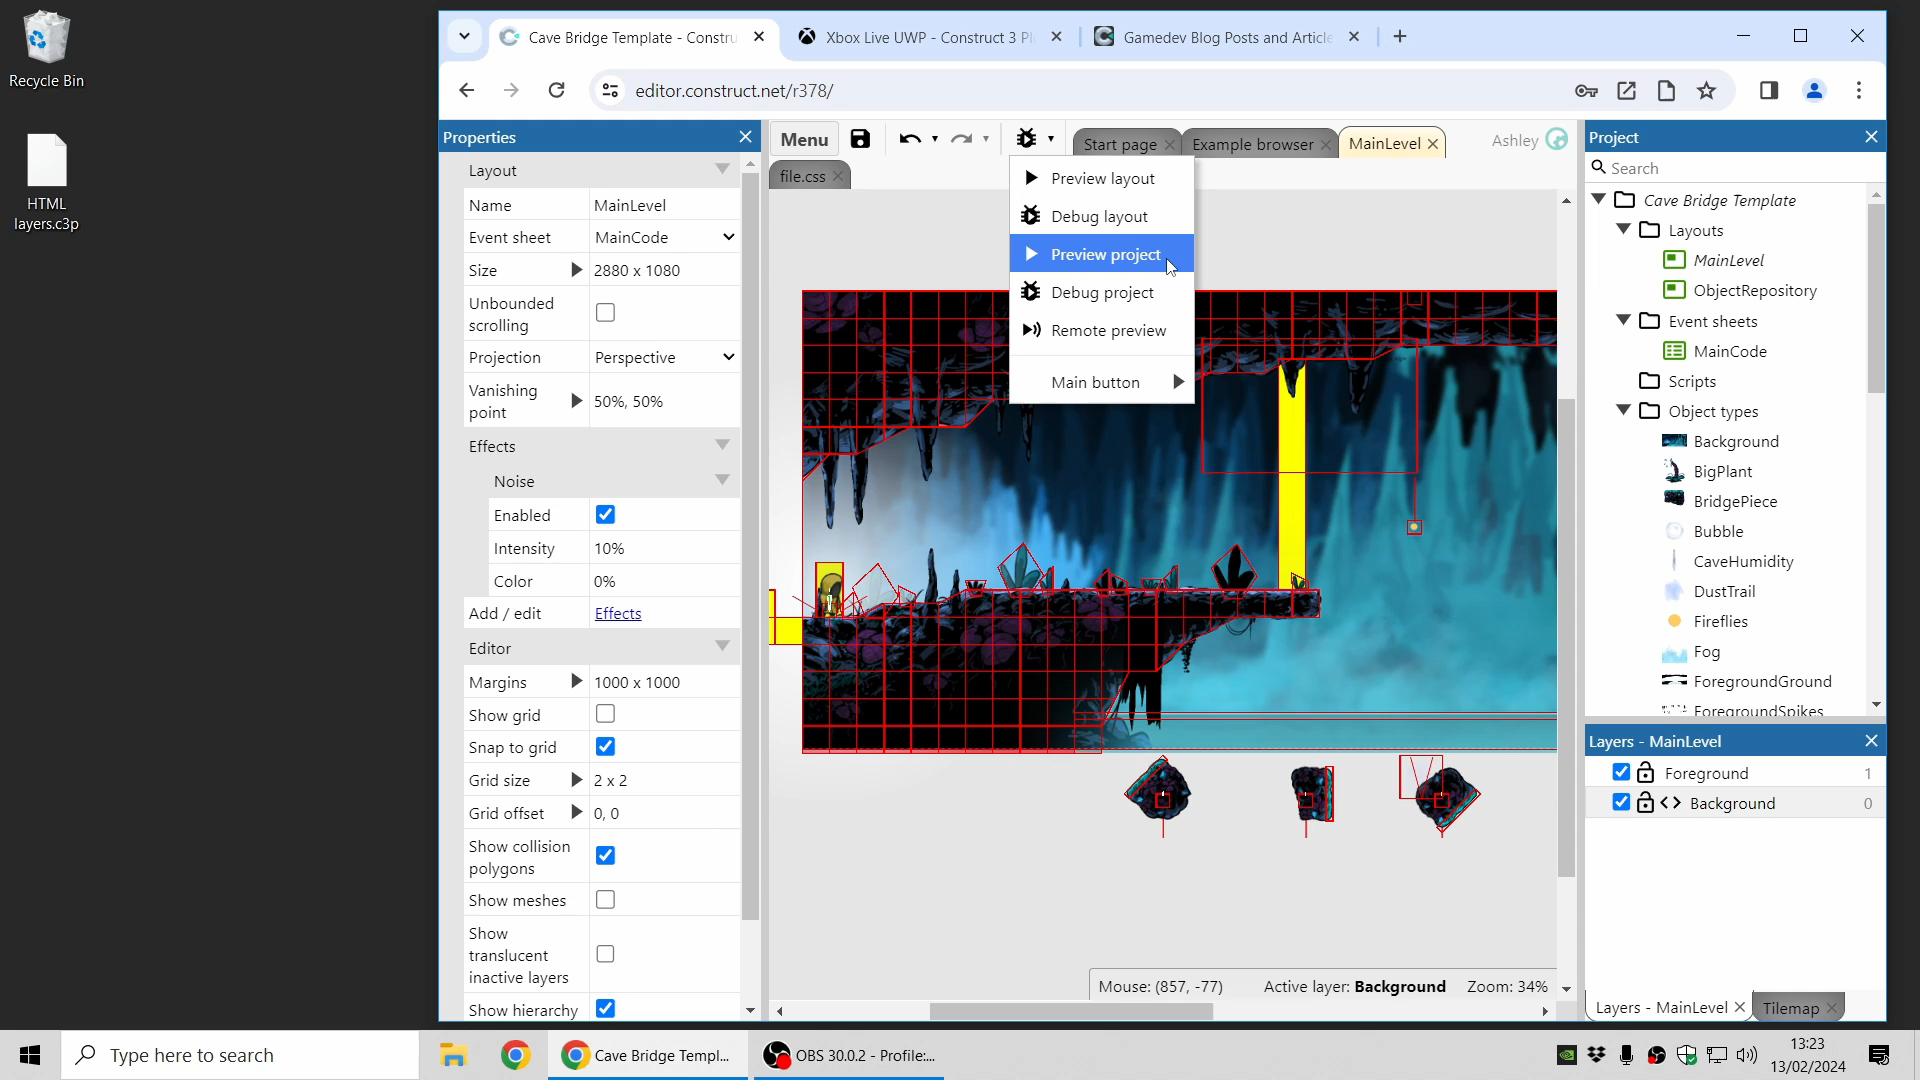 Recycle Bin
HTML
layers.c3p
Cave Bridge Template - Constru
Xbox Live UWP - Construct 3 Pl
Gamedev Blog Posts and Article
editor.construct.net/r378/
Properties
Layout
Name MainLevel
Event sheet MainCode
Size 2880 x 1080
Unbounded
scrolling
Projection Perspective
Vanishing
point 50%, 50%
Effects
Noise
Enabled
Intensity 10%
Color 0%
Add / edit Effects
Editor
Margins 1000 x 1000
Show grid
Snap to grid
Grid size 2 x 2
Grid offset 0, 0
Show collision
polygons
Show meshes
Show
translucent
inactive layers
Show hierarchy
Menu
Start page
Example browser
MainLevel
Ashley
file.css
Preview layout
Debug layout
Preview project
Debug project
Remote preview
Main button
Mouse: (857, -77) Active layer: Background Zoom: 34%
Project
Search
Cave Bridge Template
Layouts
MainLevel
ObjectRepository
Event sheets
MainCode
Scripts
Object types
Background
BigPlant
BridgePiece
Bubble
CaveHumidity
DustTrail
Fireflies
Fog
ForegroundGround
ForegroundSpikes
Layers - MainLevel
Foreground 1
Background 0
Layers - MainLevel
Tilemap
Type here to search
Cave Bridge Templ...
OBS 30.0.2 - Profile:...
13:23
13/02/2024